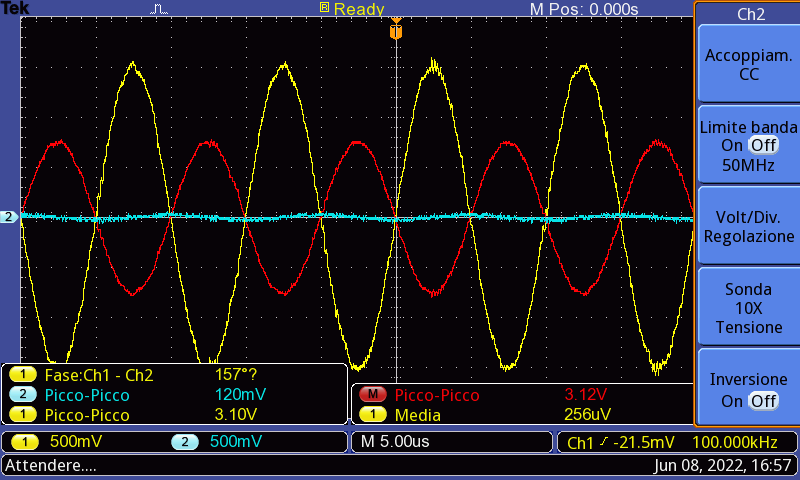 Tek
R Ready
M Pos: 0.000s
T
2
Ch2
Accoppiam.
CC
Limite banda
On Off
50MHz
Volt/Div.
Regolazione
Sonda
10X
Tensione
Inversione
On Off
1 Fase:Ch1 - Ch2 157°?
2 Picco-Picco 120mV
1 Picco-Picco 3.10V
M Picco-Picco 3.12V
1 Media 256uV
1 500mV 2 500mV
M 5.00us
Ch1 / -21.5mV 100.000kHz
Attendere....
Jun 08, 2022, 16:57